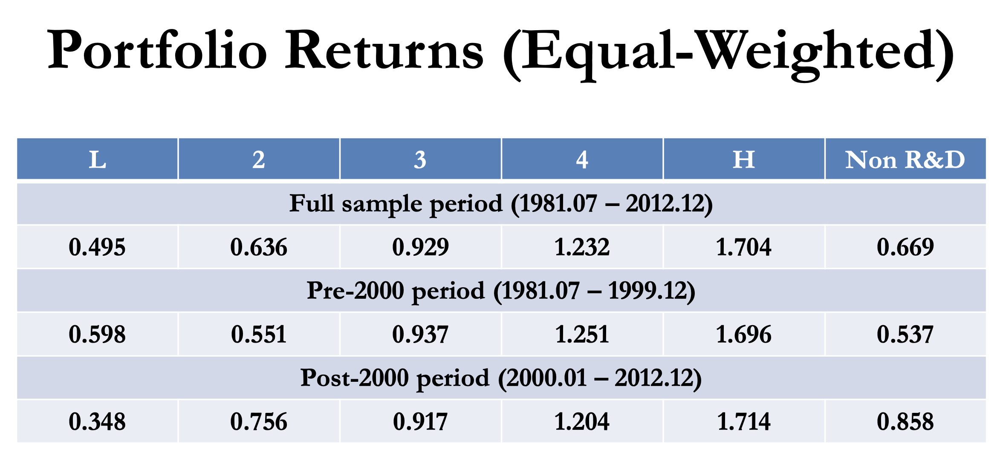 Portfolio Returns (Equal-Weighted)
L 2 3 4 H Non R&D
Full sample period (1981.07 – 2012.12)
0.495 0.636 0.929 1.232 1.704 0.669
Pre-2000 period (1981.07 – 1999.12)
0.598 0.551 0.937 1.251 1.696 0.537
Post-2000 period (2000.01 – 2012.12)
0.348 0.756 0.917 1.204 1.714 0.858